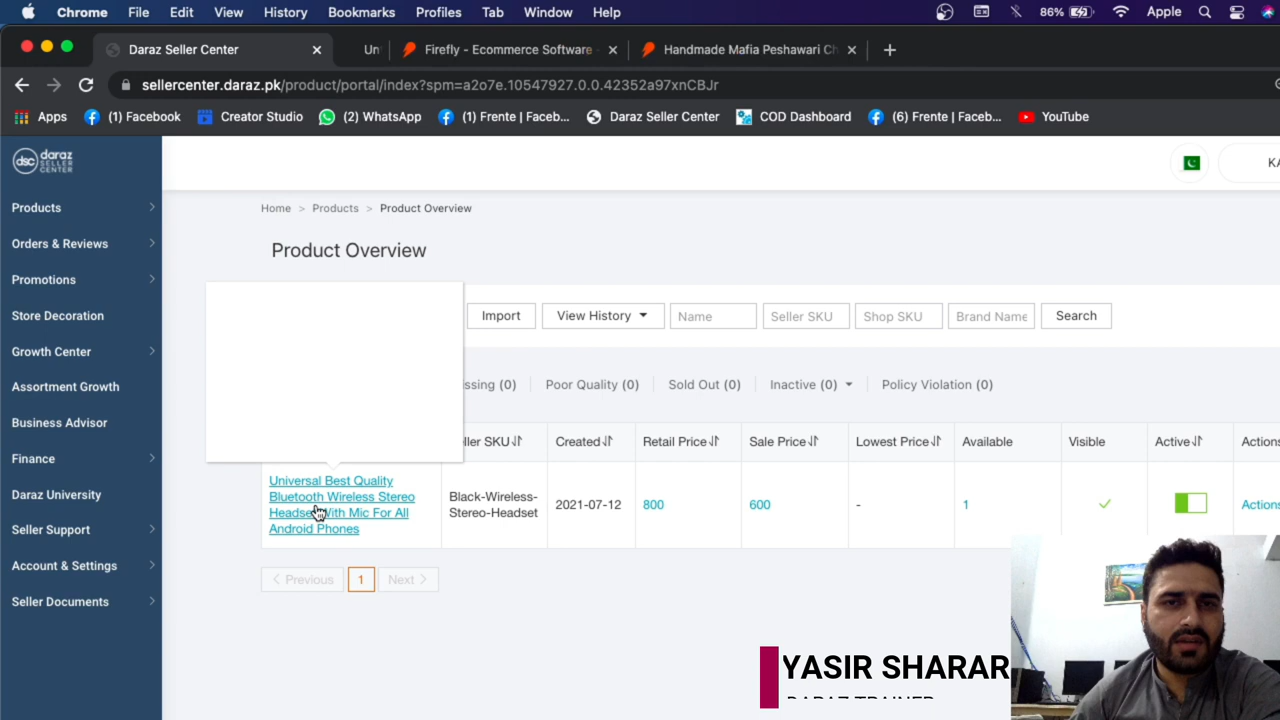 Chrome File Edit View History Bookmarks Profiles Tab Window Help 86% Apple
Daraz Seller Center Un Firefly - Ecommerce Software Handmade Mafia Peshawari Ch
sellercenter.daraz.pk/product/portal/index?spm=a2o7e.10547927.0.0.42352a97xnCBJr
Apps (1) Facebook Creator Studio (2) WhatsApp (1) Frente | Faceb... Daraz Seller Center COD Dashboard (6) Frente | Faceb... YouTube
dsc daraz
SELLER
CENTER
KA
Products
Orders & Reviews
Promotions
Store Decoration
Growth Center
Assortment Growth
Business Advisor
Finance
Daraz University
Seller Support
Account & Settings
Seller Documents
Home > Products > Product Overview
Product Overview
Import View History Name Seller SKU Shop SKU Brand Name Search
ssing (0) Poor Quality (0) Sold Out (0) Inactive (0) Policy Violation (0)
ller SKU Created Retail Price Sale Price Lowest Price Available Visible Active Actions
Universal Best Quality
Bluetooth Wireless Stereo
Headset With Mic For All
Android Phones
Black-Wireless-
Stereo-Headset
2021-07-12 800 600 - 1 Actions
< Previous 1 Next >
YASIR SHARAR
DARAZ TRAINER